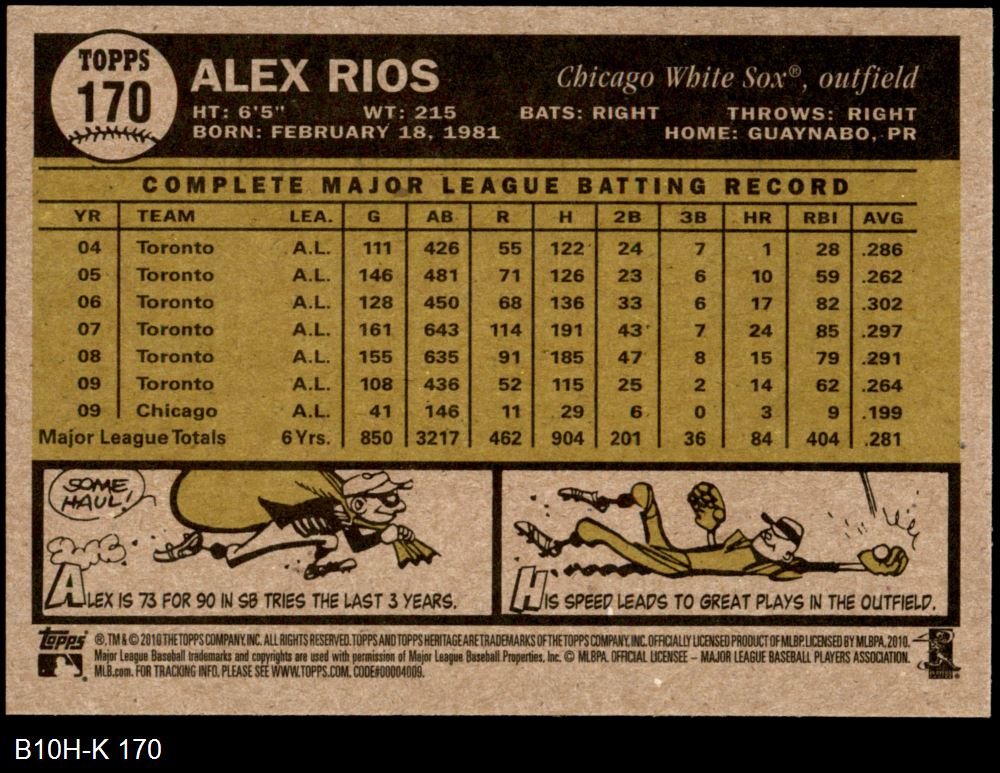 TOPPS
170
ALEX RIOS
Chicago White Sox®, outfield
HT: 6'5" WT: 215 BATS: RIGHT THROWS: RIGHT
BORN: FEBRUARY 18, 1981 HOME: GUAYNABO, PR
COMPLETE MAJOR LEAGUE BATTING RECORD
YR TEAM LEA. G AB R H 2B 3B HR RBI AVG
04 Toronto A.L. 111 426 55 122 24 7 1 28 .286
05 Toronto A.L. 146 481 71 126 23 6 10 59 .262
06 Toronto A.L. 128 450 68 136 33 6 17 82 .302
07 Toronto A.L. 161 643 114 191 43 7 24 85 .297
08 Toronto A.L. 155 635 91 185 47 8 15 79 .291
09 Toronto A.L. 108 436 52 115 25 2 14 62 .264
09 Chicago A.L. 41 146 11 29 6 0 3 9 .199
Major League Totals 6 Yrs. 850 3217 462 904 201 36 84 404 .281
SOME
HAUL!
ALEX IS 73 FOR 90 IN SB TRIES THE LAST 3 YEARS.
HIS SPEED LEADS TO GREAT PLAYS IN THE OUTFIELD.
Topps ®, TM & © 2010 THE TOPPS COMPANY, INC. ALL RIGHTS RESERVED. TOPPS AND TOPPS HERITAGE ARE TRADEMARKS OF THE TOPPS COMPANY, INC. OFFICIALLY LICENSED PRODUCT OF MLBP. LICENSED BY MLBPA, 2010.
Major League Baseball trademarks and copyrights are used with permission of Major League Baseball Properties, Inc. © MLBPA. OFFICIAL LICENSEE – MAJOR LEAGUE BASEBALL PLAYERS ASSOCIATION.
MLB.com. FOR TRACKING INFO, PLEASE SEE WWW.TOPPS.COM. CODE#00004009.
B10H-K 170